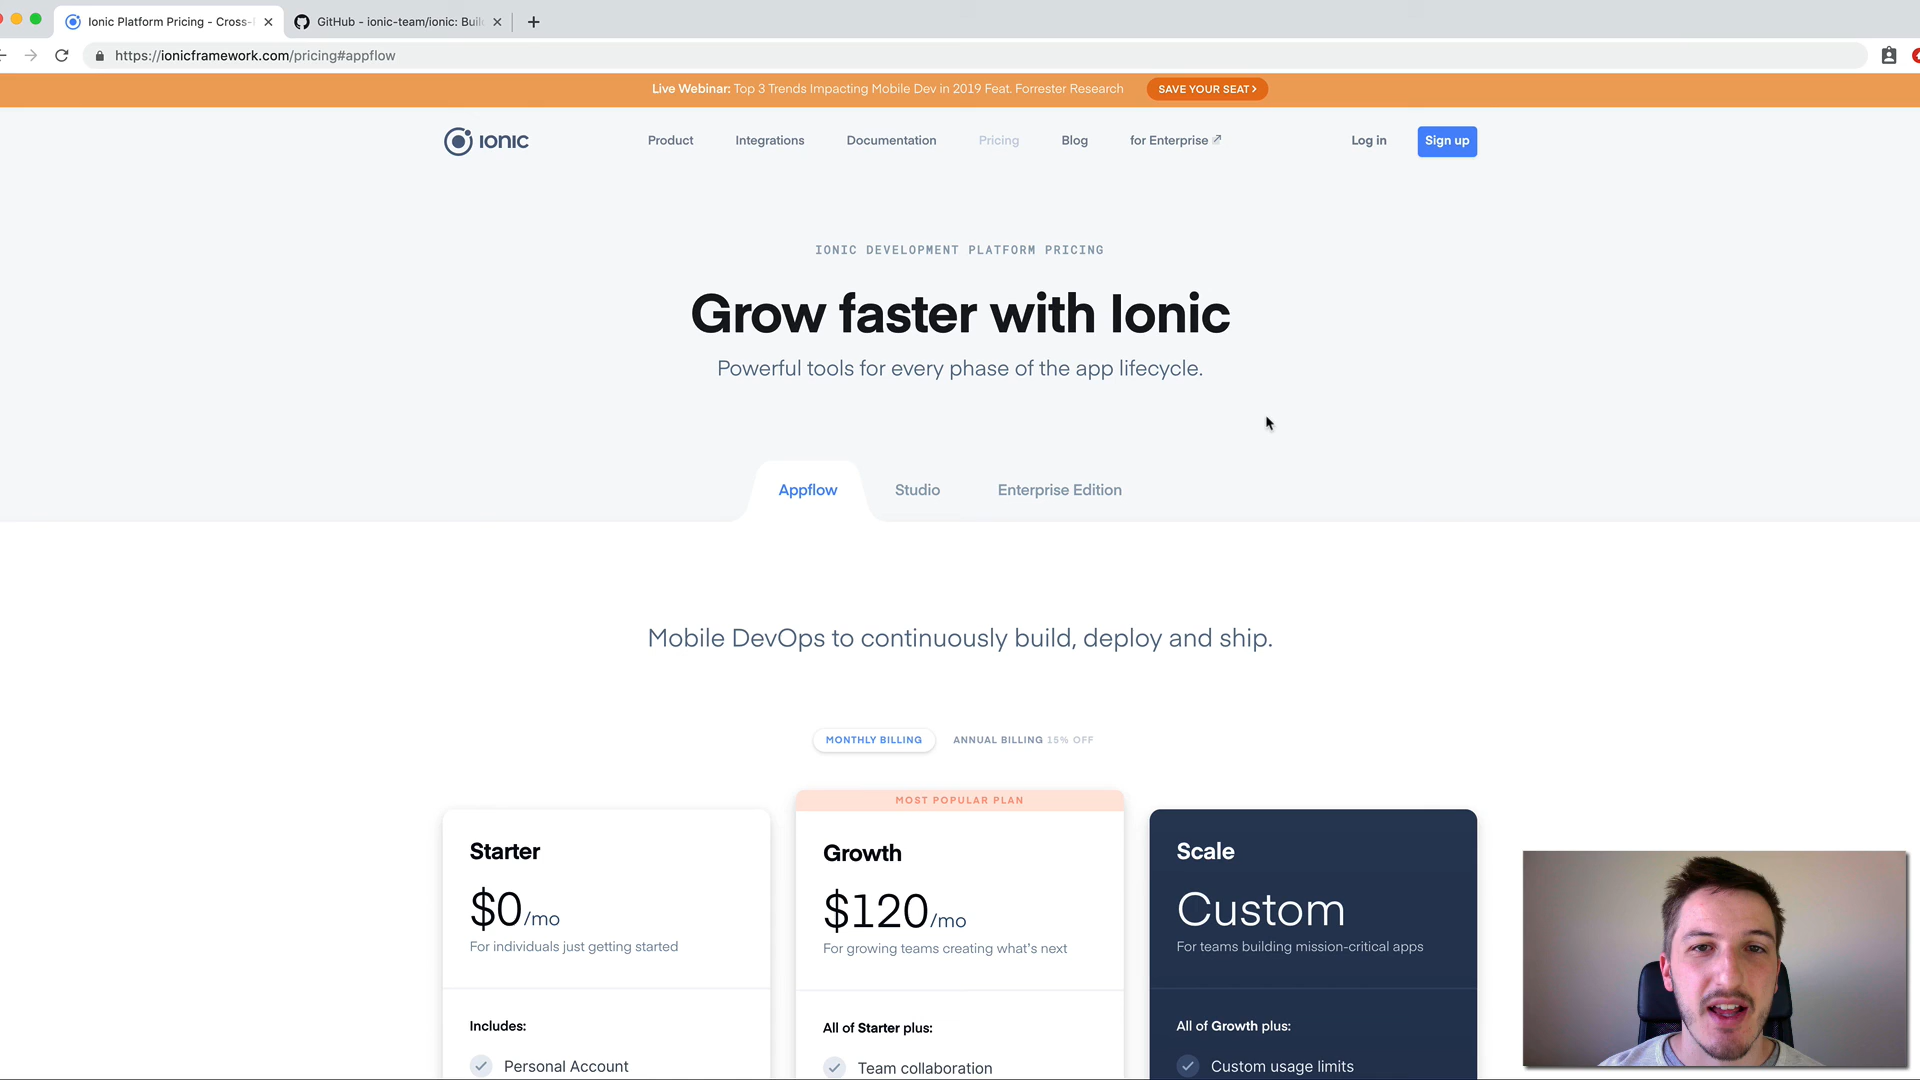 Ionic Platform Pricing - Cross-
GitHub - ionic-team/ionic: Buil
https://ionicframework.com/pricing#appflow
Live Webinar: Top 3 Trends Impacting Mobile Dev in 2019 Feat. Forrester Research
SAVE YOUR SEAT
IONIC
Product
Integrations
Documentation
Pricing
Blog
for Enterprise
Log in
Sign up
IONIC DEVELOPMENT PLATFORM PRICING
Grow faster with Ionic
Powerful tools for every phase of the app lifecycle.
Appflow
Studio
Enterprise Edition
Mobile DevOps to continuously build, deploy and ship.
MONTHLY BILLING
ANNUAL BILLING 15% OFF
Starter
$0/mo
For individuals just getting started
Includes:
Personal Account
MOST POPULAR PLAN
Growth
$120/mo
For growing teams creating what's next
All of Starter plus:
Team collaboration
Scale
Custom
For teams building mission-critical apps
All of Growth plus:
Custom usage limits